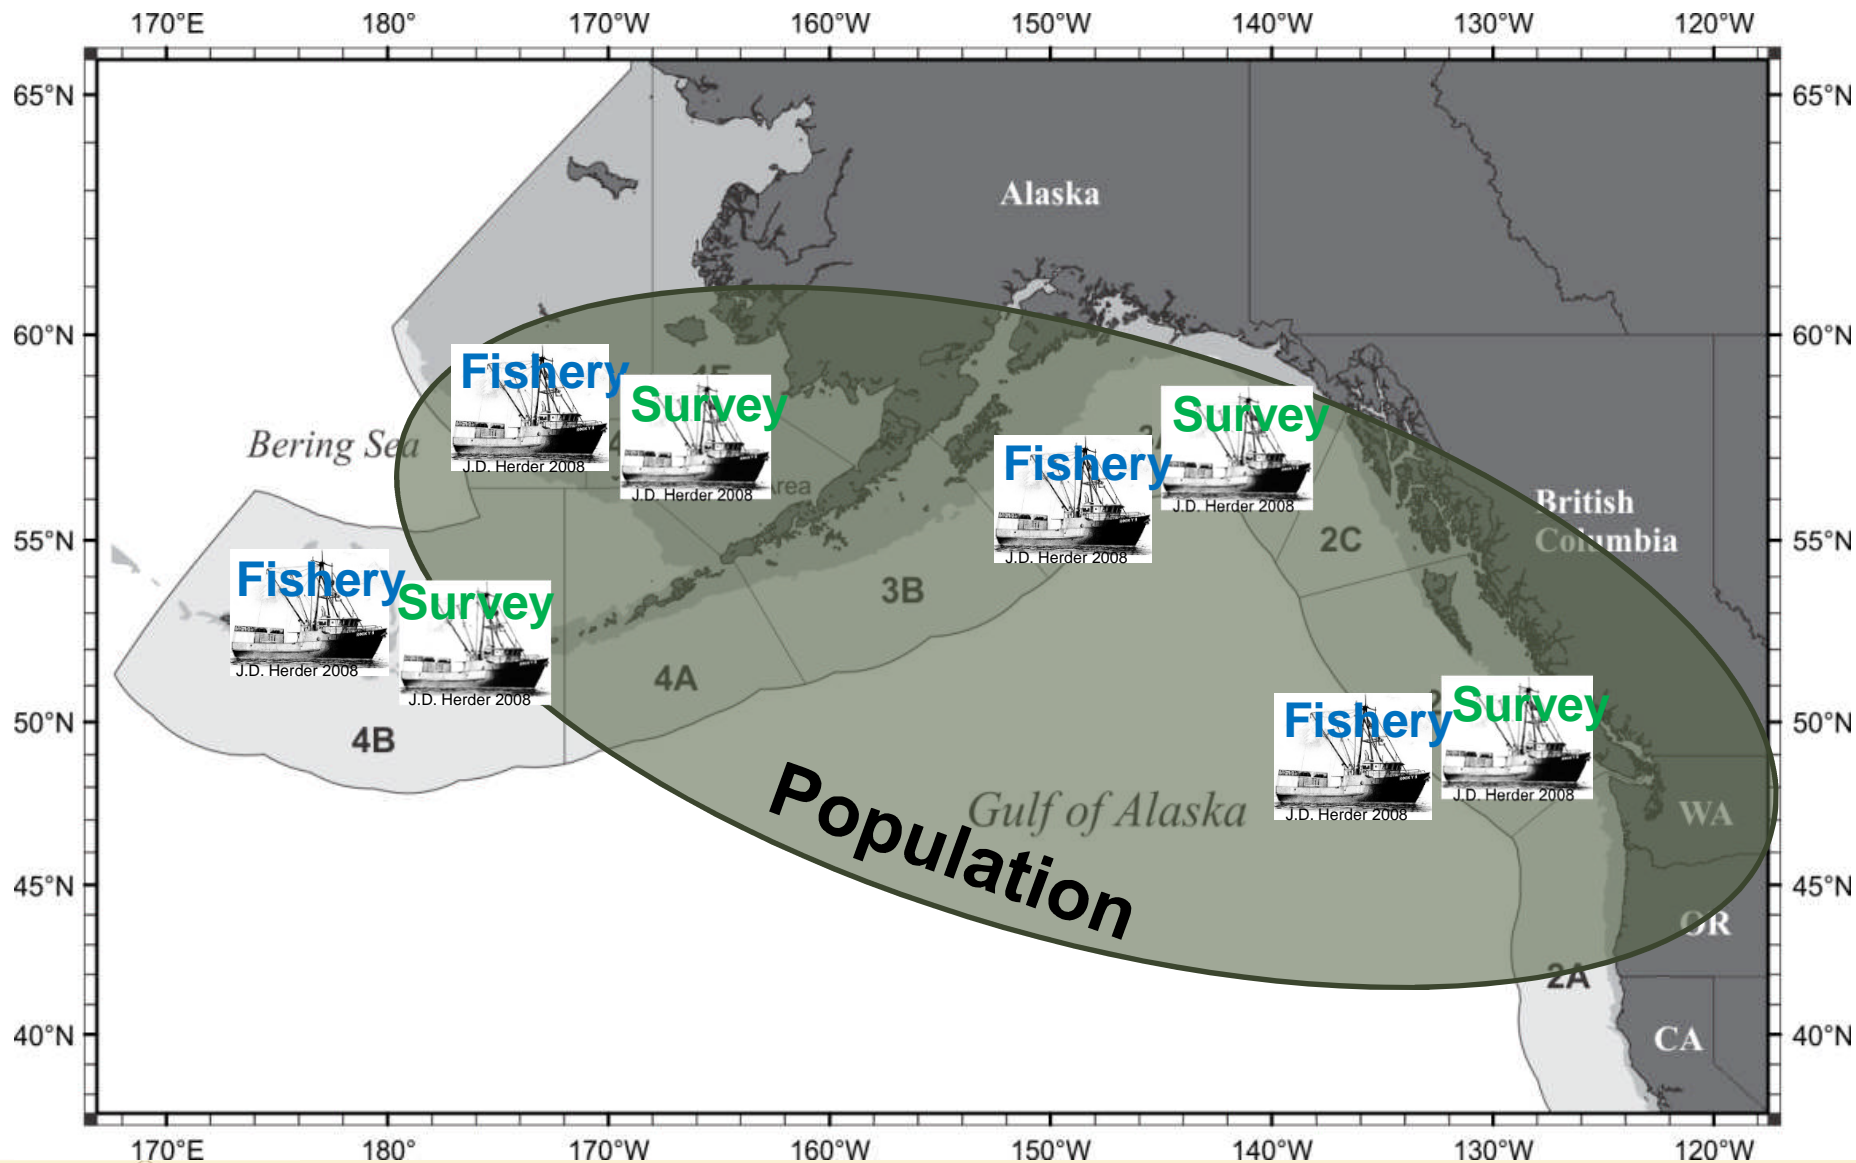 170°E 180° 170°W 160°W 150°W 140°W 130°W 120°W
65°N 65°N
Alaska
60°N 60°N
Fishery
J.D. Herder 2008
Survey
J.D. Herder 2008
Bering Sea
Area
Fishery
J.D. Herder 2008
Survey
J.D. Herder 2008
British
Columbia
2C
55°N 55°N
Fishery
J.D. Herder 2008
Survey
J.D. Herder 2008
3B
4A
4B
50°N 50°N
Fishery
J.D. Herder 2008
Survey
J.D. Herder 2008
Population
Gulf of Alaska
WA
45°N 45°N
OR
2A
40°N 40°N
CA
170°E 180° 170°W 160°W 150°W 140°W 130°W 120°W